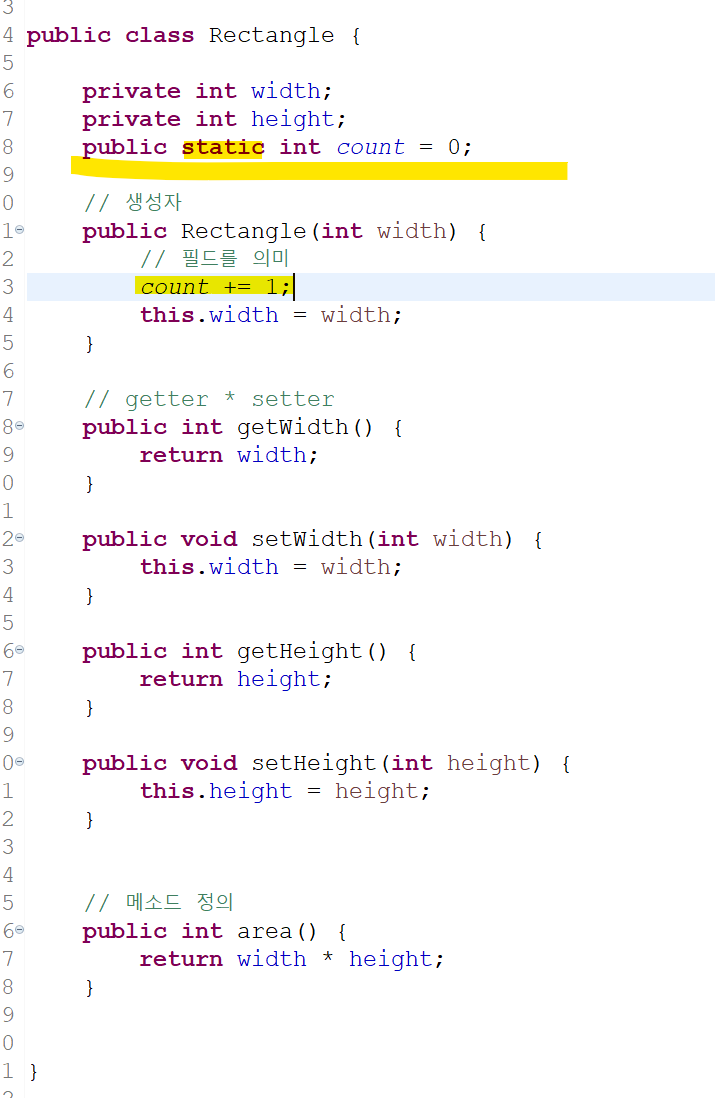 3
4 public class Rectangle {
5
6 private int width;
7 private int height;
8 public static int count = 0;
9
0 // 생성자
1 public Rectangle(int width) {
2 // 필드를 의미
3 count += 1;
4 this.width = width;
5 }
6
7 // getter * setter
8 public int getWidth() {
9 return width;
0 }
1
2 public void setWidth(int width) {
3 this.width = width;
4 }
5
6 public int getHeight() {
7 return height;
8 }
9
0 public void setHeight(int height) {
1 this.height = height;
2 }
3
4
5 // 메소드 정의
6 public int area() {
7 return width * height;
8 }
9
0
1 }